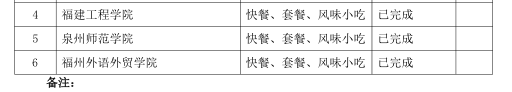 4 福建工程学院 快餐、套餐、风味小吃 已完成
5 泉州师范学院 快餐、套餐、风味小吃 已完成
6 福州外语外贸学院 快餐、套餐、风味小吃 已完成
备注：